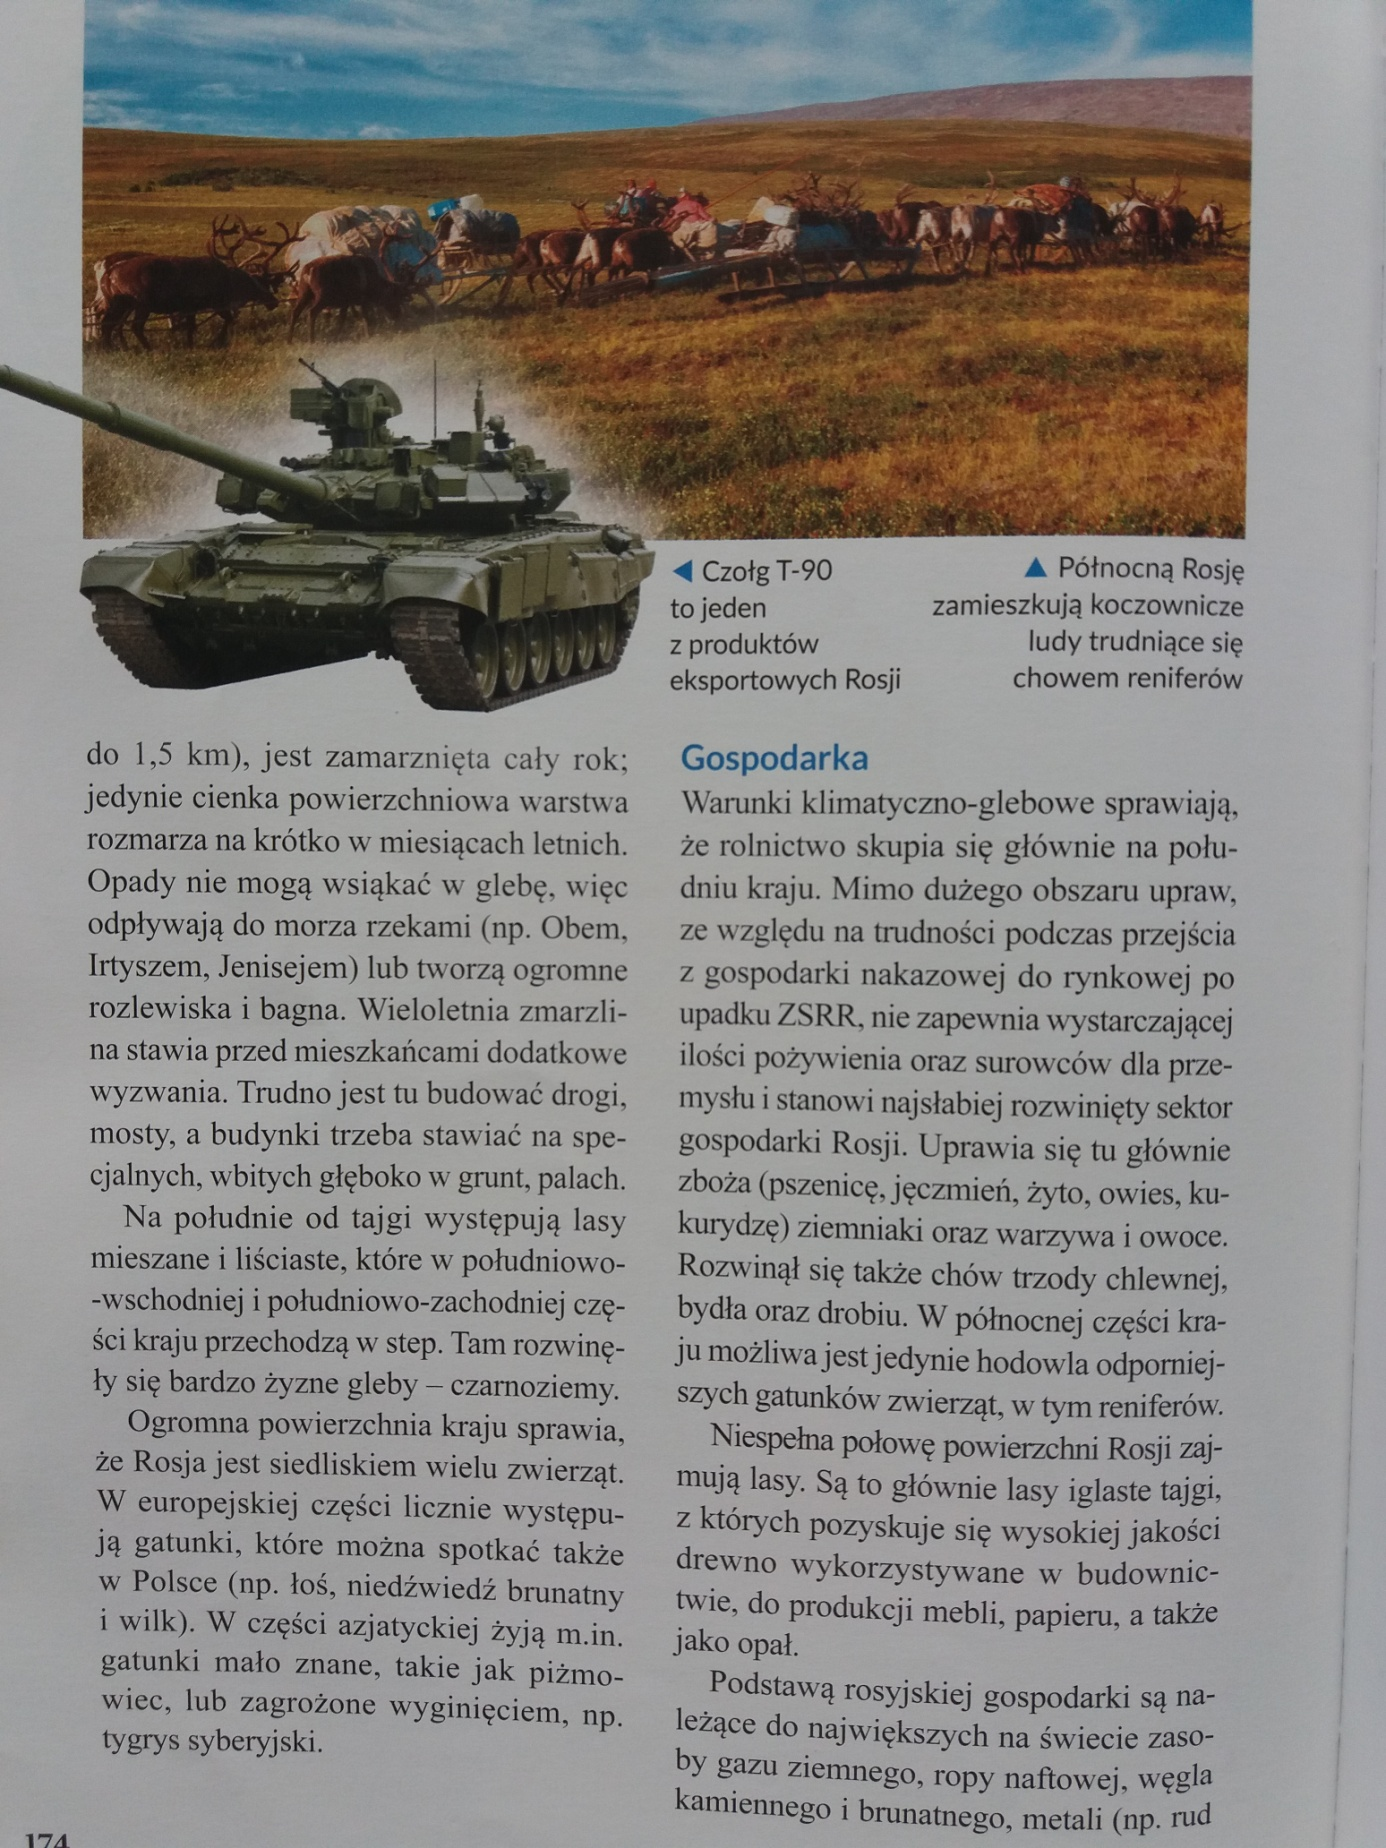 ◀ Czołg T-90
to jeden
z produktów
eksportowych Rosji
▲ Północną Rosję
zamieszkują koczownicze
ludy trudniące się
chowem reniferów
do 1,5 km), jest zamarznięta cały rok;
jedynie cienka powierzchniowa warstwa
rozmarza na krótko w miesiącach letnich.
Opady nie mogą wsiąkać w glebę, więc
odpływają do morza rzekami (np. Obem,
Irtyszem, Jenisejem) lub tworzą ogromne
rozlewiska i bagna. Wieloletnia zmarzli-
na stawia przed mieszkańcami dodatkowe
wyzwania. Trudno jest tu budować drogi,
mosty, a budynki trzeba stawiać na spe-
cjalnych, wbitych głęboko w grunt, palach.
Na południe od tajgi występują lasy
mieszane i liściaste, które w południowo-
-wschodniej i południowo-zachodniej czę-
ści kraju przechodzą w step. Tam rozwinę-
ły się bardzo żyzne gleby – czarnoziemy.
Ogromna powierzchnia kraju sprawia,
że Rosja jest siedliskiem wielu zwierząt.
W europejskiej części licznie występu-
ją gatunki, które można spotkać także
w Polsce (np. łoś, niedźwiedź brunatny
i wilk). W części azjatyckiej żyją m.in.
gatunki mało znane, takie jak piżmo-
wiec, lub zagrożone wyginięciem, np.
tygrys syberyjski.
Gospodarka
Warunki klimatyczno-glebowe sprawiają,
że rolnictwo skupia się głównie na połu-
dniu kraju. Mimo dużego obszaru upraw,
ze względu na trudności podczas przejścia
z gospodarki nakazowej do rynkowej po
upadku ZSRR, nie zapewnia wystarczającej
ilości pożywienia oraz surowców dla prze-
mysłu i stanowi najsłabiej rozwinięty sektor
gospodarki Rosji. Uprawia się tu głównie
zboża (pszenicę, jęczmień, żyto, owies, ku-
kurydzę) ziemniaki oraz warzywa i owoce.
Rozwinął się także chów trzody chlewnej,
bydła oraz drobiu. W północnej części kra-
ju możliwa jest jedynie hodowla odporniej-
szych gatunków zwierząt, w tym reniferów.
Niespełna połowę powierzchni Rosji zaj-
mują lasy. Są to głównie lasy iglaste tajgi,
z których pozyskuje się wysokiej jakości
drewno wykorzystywane w budownic-
twie, do produkcji mebli, papieru, a także
jako opał.
Podstawą rosyjskiej gospodarki są na-
leżące do największych na świecie zaso-
by gazu ziemnego, ropy naftowej, węgla
kamiennego i brunatnego, metali (np. rud
174